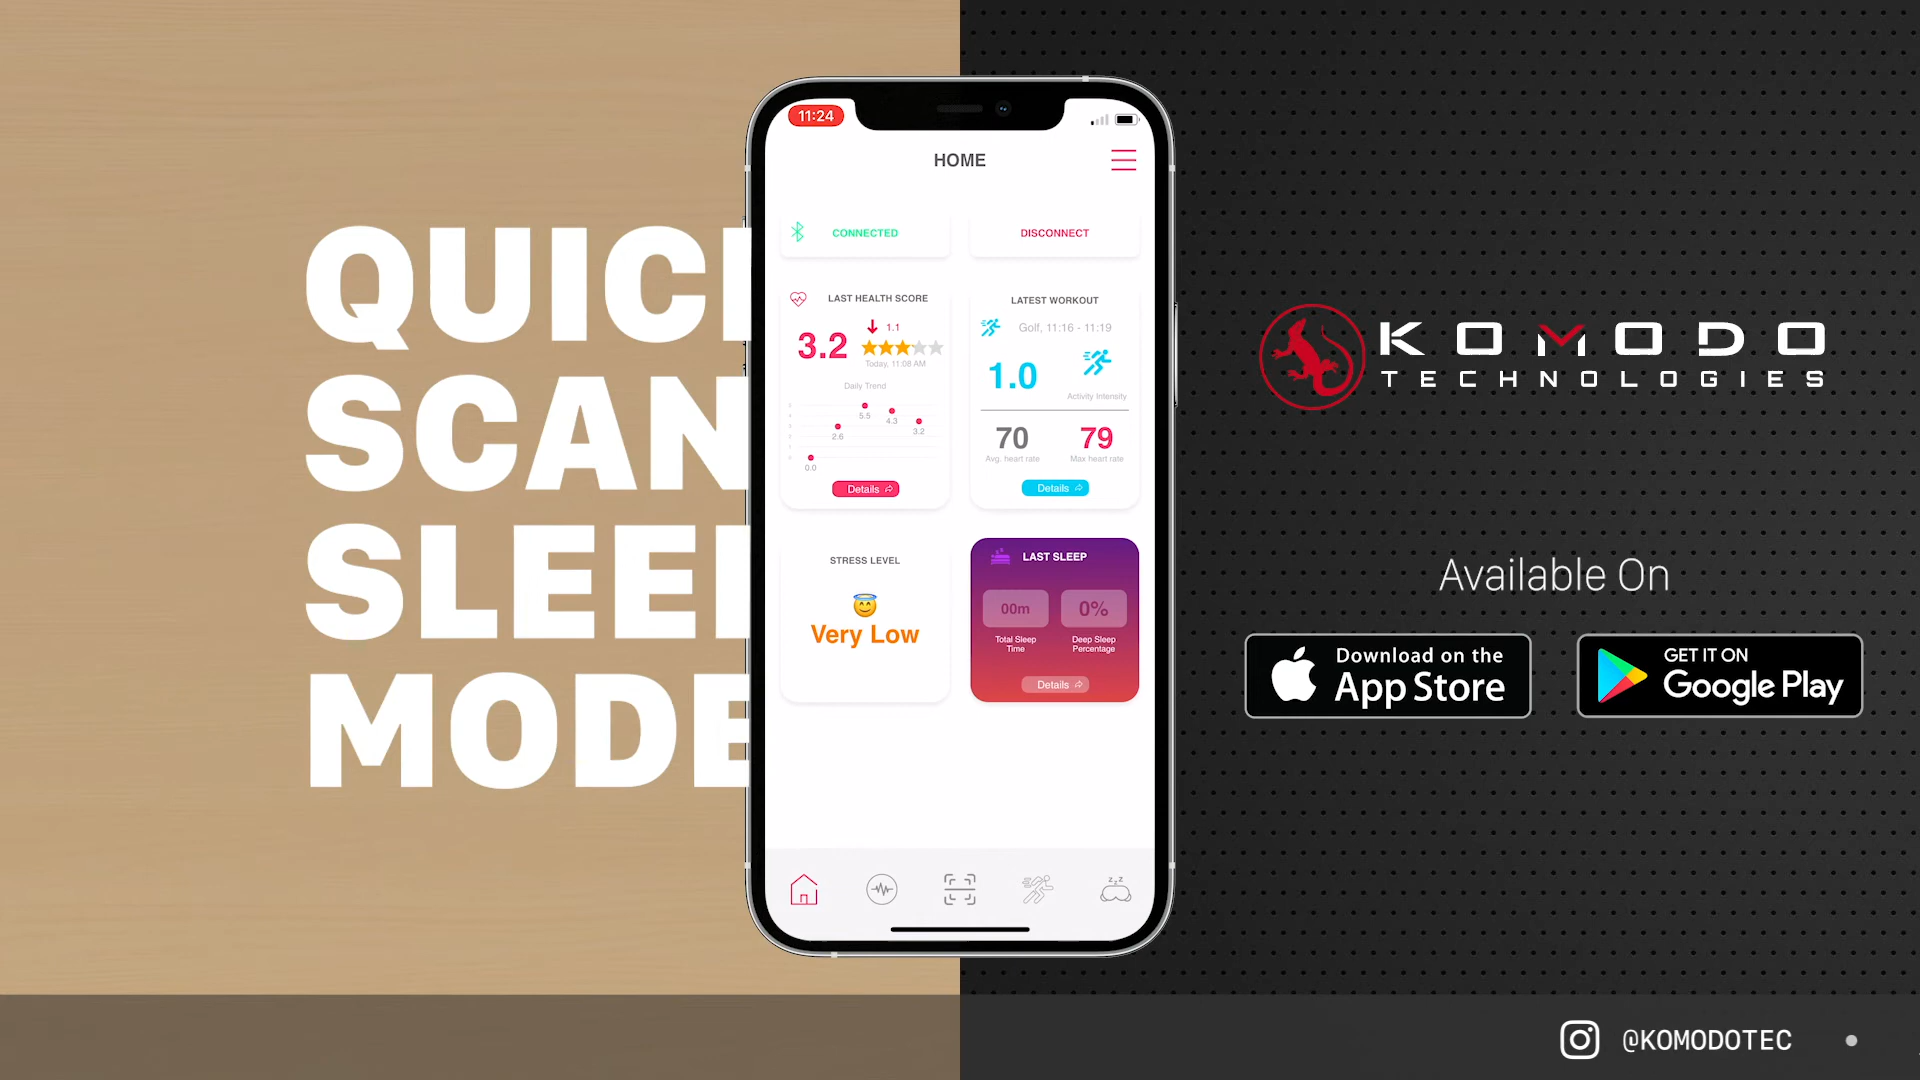 QUICK
SCAN
SLEEP
MODE
11:24
HOME
CONNECTED
DISCONNECT
LAST HEALTH SCORE
1.1
3.2
Today, 11:08 AM
Daily Trend
5.5
4.3
3.2
2.6
0.0
Details
LATEST WORKOUT
Golf, 11:16 - 11:19
1.0
Activity Intensity
70
79
Avg. heart rate
Max heart rate
Details
STRESS LEVEL
Very Low
LAST SLEEP
00m
0%
Total Sleep
Time
Deep Sleep
Percentage
Details
KOMODO
TECHNOLOGIES
Available On
Download on the
App Store
GET IT ON
Google Play
@KOMODOTEC